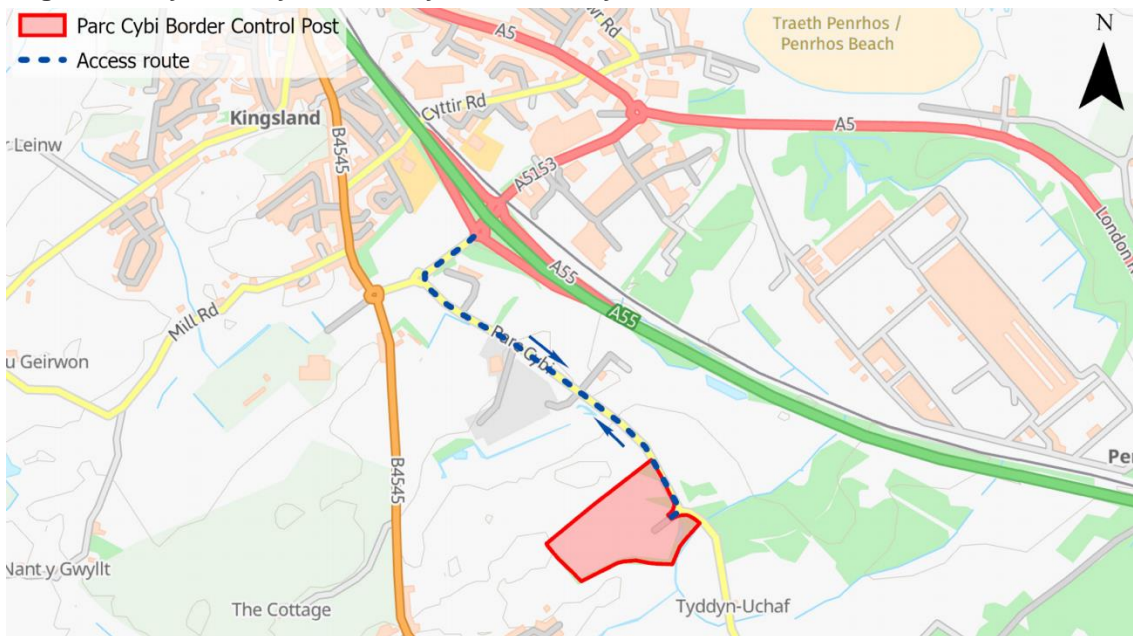 Parc Cybi Border Control Post
Access route
N
A5
Traeth Penrhos /
Penrhos Beach
Cyttir Rd
Kingsland
B4545
A5153
A5
London R
A55
A55
Mill Rd
Parc Cybi
B4545
Nant y Gwyllt
The Cottage
Tyddyn-Uchaf